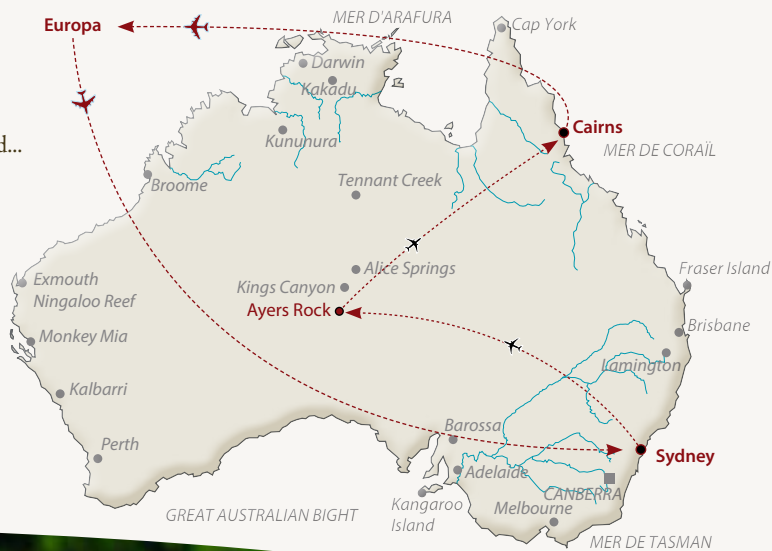 MER D'ARAFURA
Europa
Cap York
Darwin
Kakadu
Cairns
Kununura
MER DE CORAÏL
d...
Tennant Creek
Broome
Alice Springs
Fraser Island
Exmouth
Ningaloo Reef
Kings Canyon
Ayers Rock
Brisbane
Monkey Mia
Lamington
Kalbarri
Barossa
Perth
Sydney
Adelaide
CANBERRA
Kangaroo
Island
Melbourne
GREAT AUSTRALIAN BIGHT
MER DE TASMAN